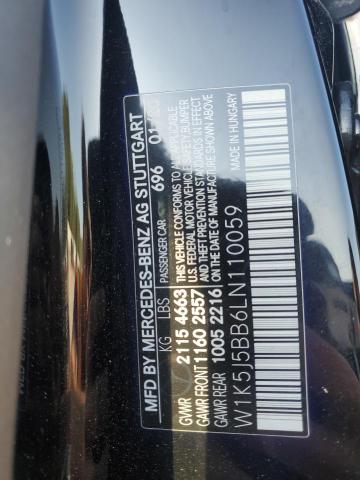 MFD BY MERCEDES-BENZ AG STUTTGART
PASSENGER CAR 696
KG LBS
GVWR 2115 4663
GAWR FRONT 1160 2557
GAWR REAR 1005 2216
THIS VEHICLE CONFORMS TO ALL APPLICABLE
U.S. FEDERAL MOTOR VEHICLE SAFETY BUMPER
AND THEFT PREVENTION STANDARDS IN EFFECT
ON THE DATE OF MANUFACTURE SHOWN ABOVE
W1K5J5BB6LN110059
MADE IN HUNGARY